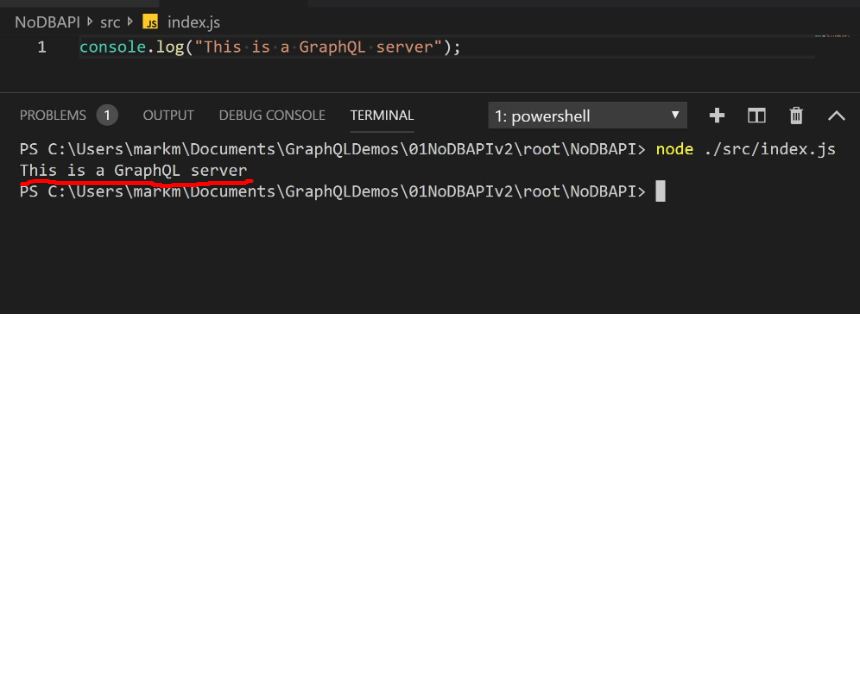 NoDBAPI src JS index.js
1 console.log("This is a GraphQL server");
PROBLEMS 1 OUTPUT DEBUG CONSOLE TERMINAL 1: powershell
PS C:\Users\markm\Documents\GraphQLDemos\01NoDBAPIv2\root\NoDBAPI> node ./src/index.js
This is a GraphQL server
PS C:\Users\markm\Documents\GraphQLDemos\01NoDBAPIv2\root\NoDBAPI>